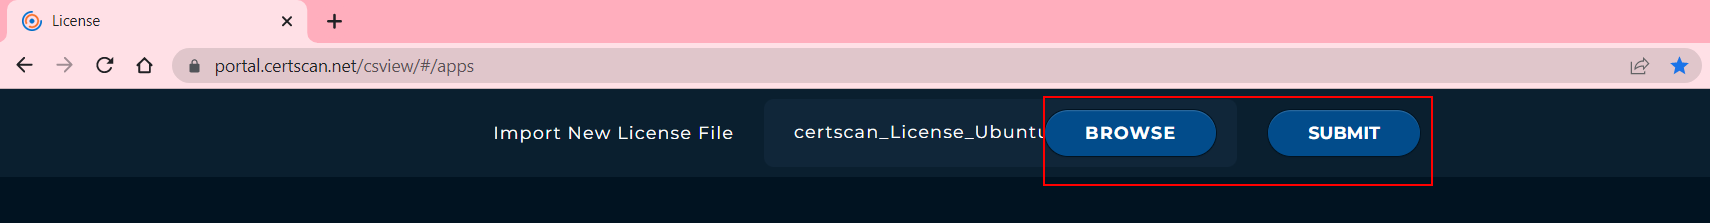 License
portal.certscan.net/csview/#/apps
Import New License File
certscan_License_Ubuntu
BROWSE
SUBMIT